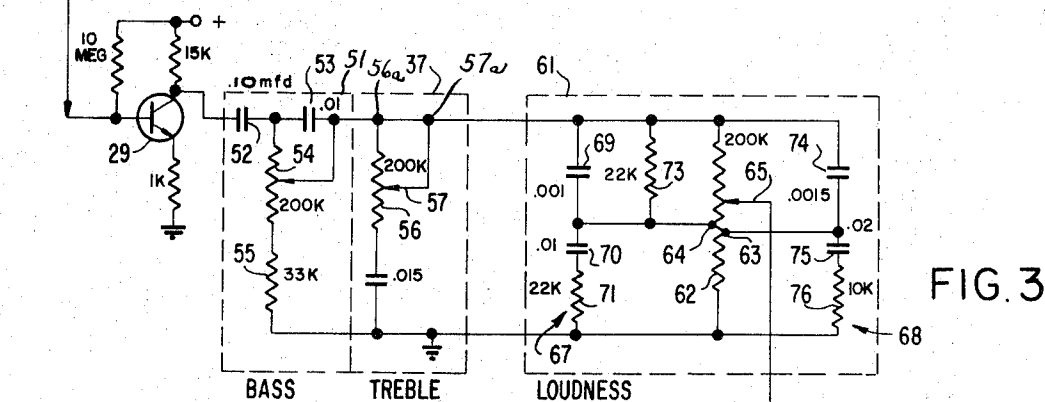 10
MEG
15K
+
29
1K
.10mfd
53
51
56a
37
57a
61
.01
52
54
200K
55
33K
200K
57
56
.015
69
.001
22K
73
200K
65
74
.0015
.02
.01
70
64
63
75
22K
71
62
10K
76
67
68
BASS
TREBLE
LOUDNESS
FIG. 3